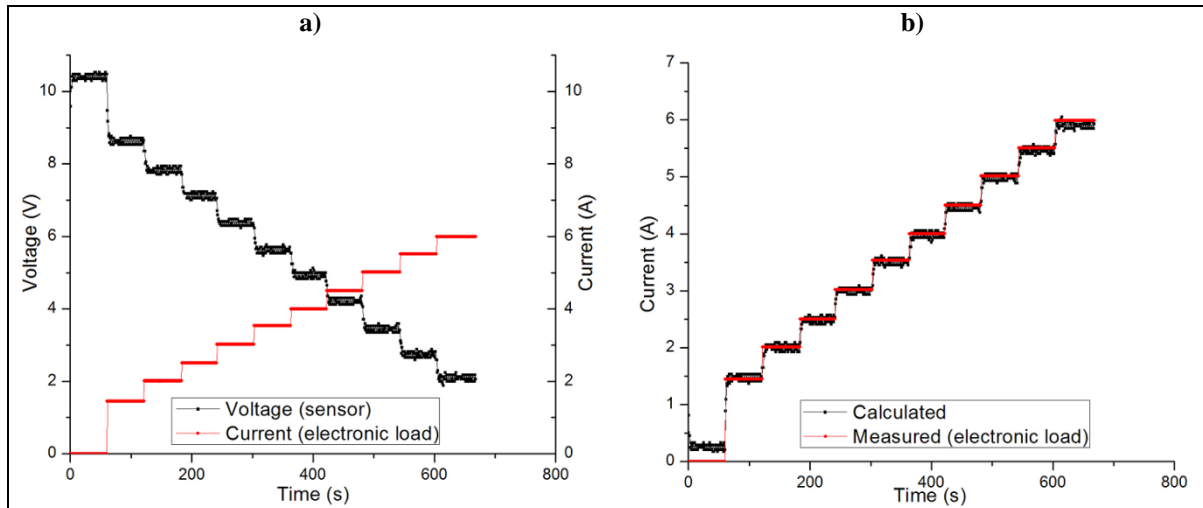 a)
b)
10
8
6
4
2
0
Voltage (V)
10
8
6
4
2
0
Current (A)
Voltage (sensor)
Current (electronic load)
0 200 400 600 800
Time (s)
7
6
5
4
3
2
1
0
Current (A)
Calculated
Measured (electronic load)
0 200 400 600 800
Time (s)